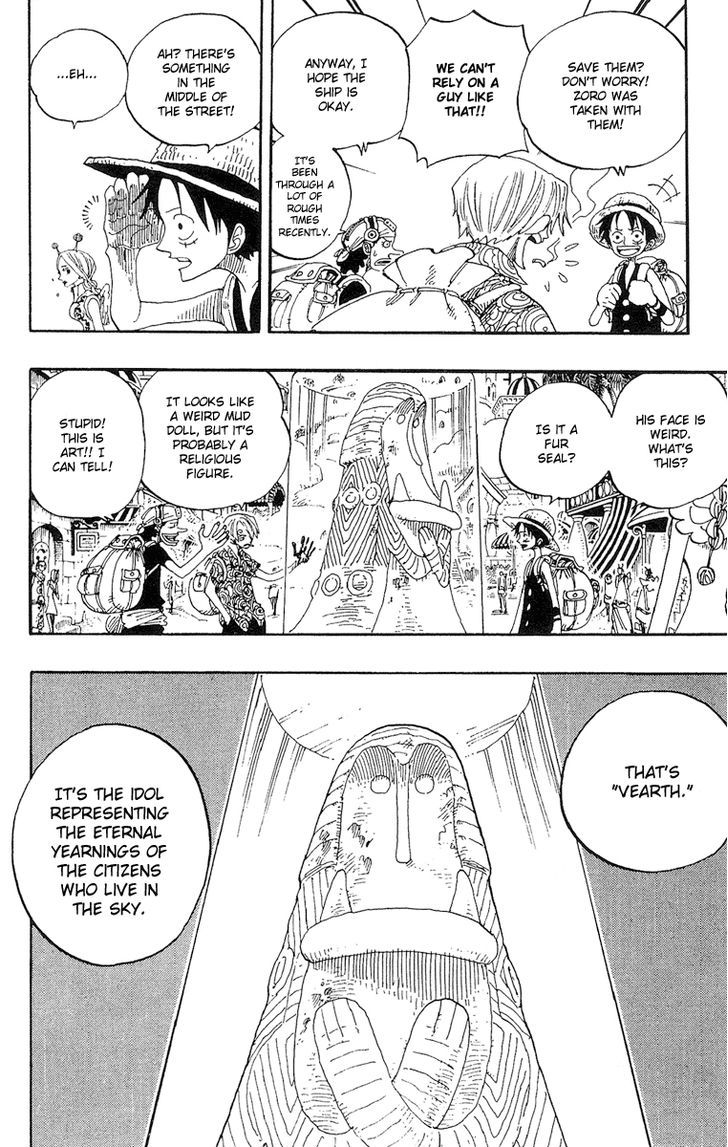 SAVE THEM?
DON'T WORRY!
ZORO WAS
TAKEN WITH
THEM!
WE CAN'T
RELY ON A
GUY LIKE
THAT!!
ANYWAY, I
HOPE THE
SHIP IS
OKAY.
IT'S
BEEN
THROUGH A
LOT OF
ROUGH
TIMES
RECENTLY.
AH? THERE'S
SOMETHING
IN THE
MIDDLE OF
THE STREET!
...EH...
HIS FACE
IS WEIRD.
WHAT'S
THIS?
IS IT A
FUR
SEAL?
IT LOOKS LIKE
A WEIRD MUD
DOLL, BUT IT'S
PROBABLY A
RELIGIOUS
FIGURE.
STUPID!
THIS IS
ART!! I
CAN TELL!
THAT'S
"VEARTH."
IT'S THE IDOL
REPRESENTING
THE ETERNAL
YEARNINGS OF
THE CITIZENS
WHO LIVE IN
THE SKY.